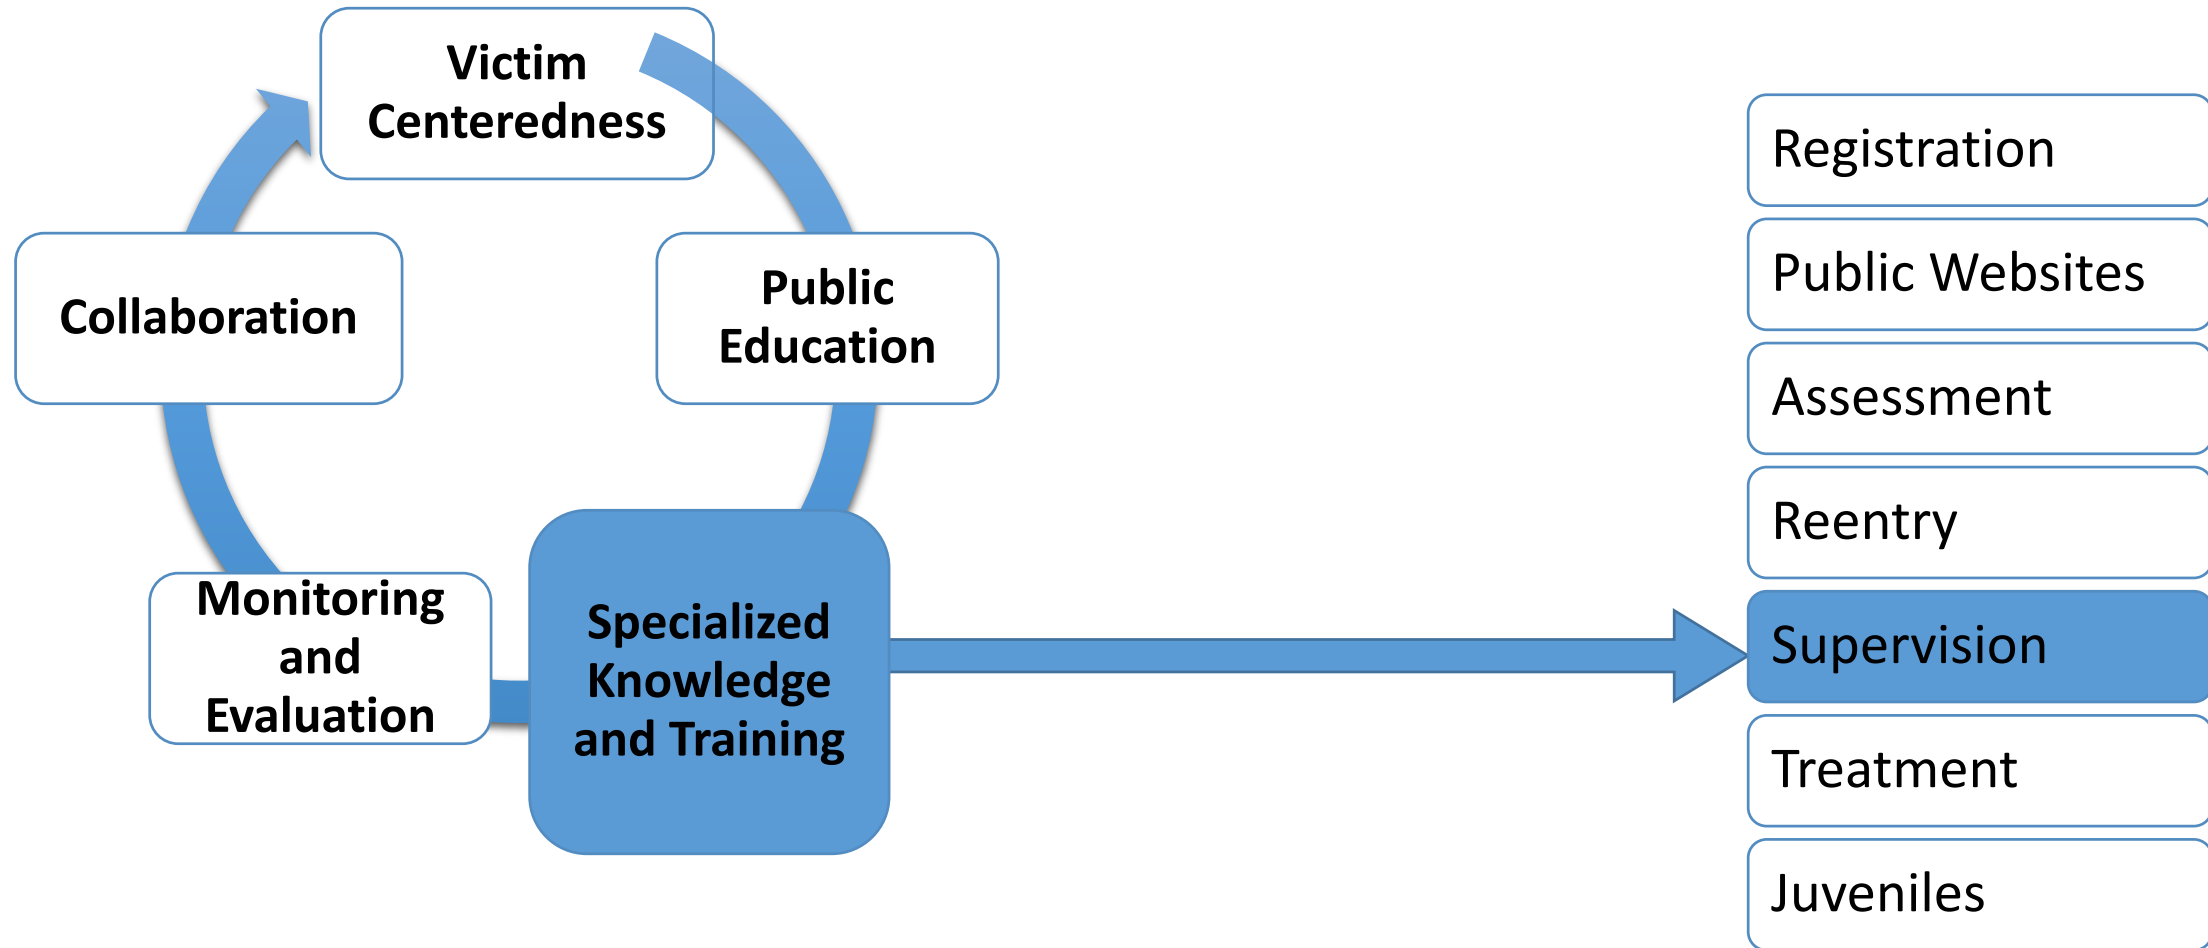 Victim
Centeredness
Public
Education
Specialized
Knowledge
and Training
Monitoring
and
Evaluation
Collaboration
Registration
Public Websites
Assessment
Reentry
Supervision
Treatment
Juveniles